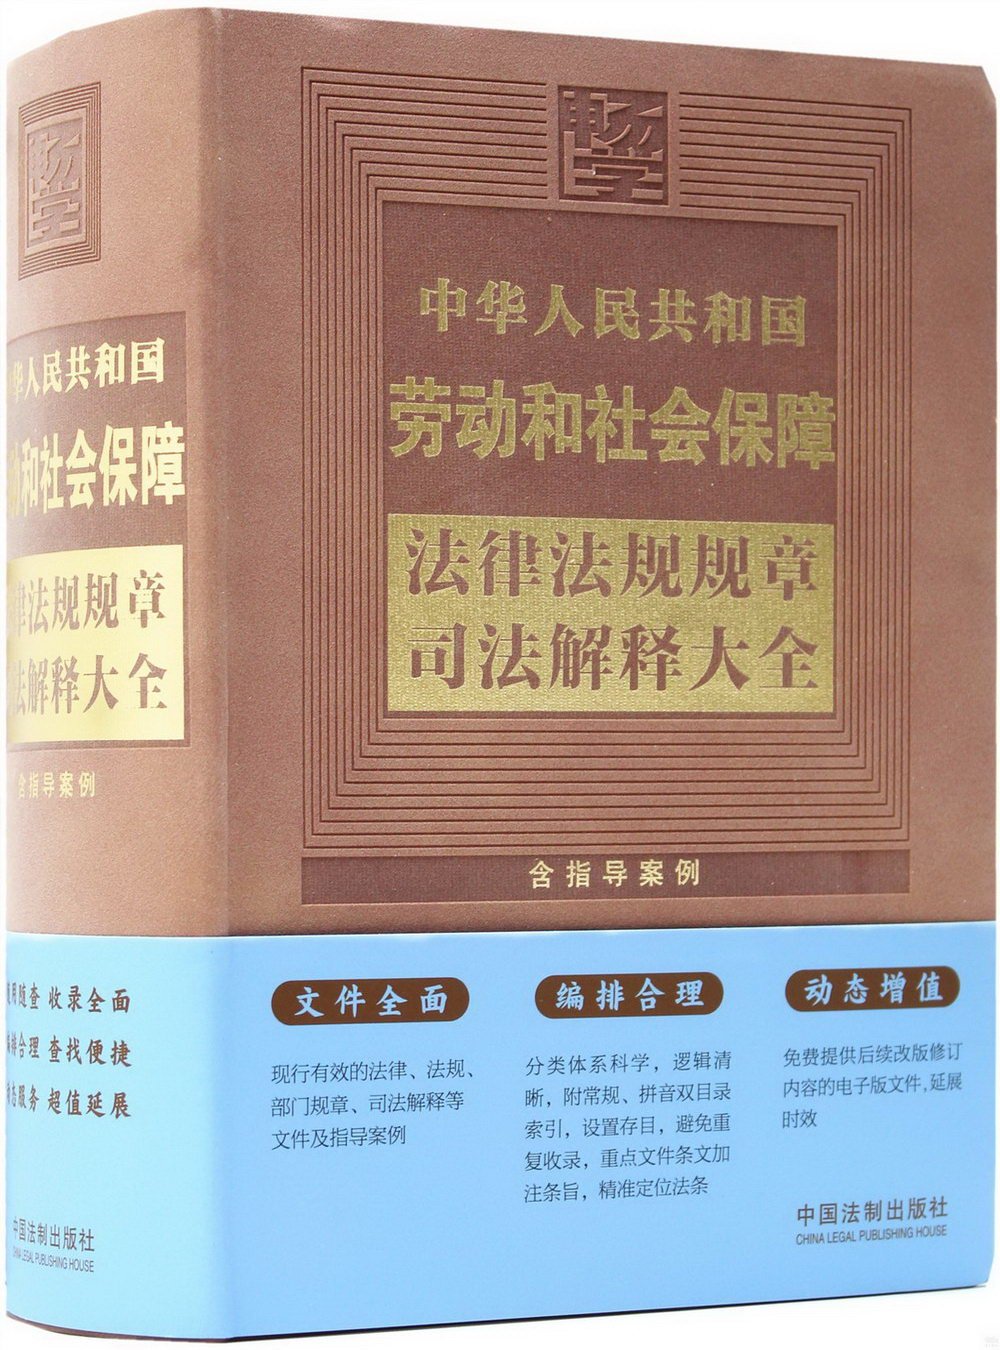 中华人民共和国
劳动和社会保障
法律法规规章
司法解释大全
含指导案例
文件全面
现行有效的法律、法规、
部门规章、司法解释等
文件及指导案例
编排合理
分类体系科学，逻辑清
晰，附常规、拼音双目录
索引，设置存目，避免重
复收录，重点文件条文加
注条旨，精准定位法条
动态增值
免费提供后续改版修订
内容的电子版文件,延展
时效
中国法制出版社
CHINA LEGAL PUBLISHING HOUSE
华人民共和国
动和社会保障
律法规规章
法解释大全
含指导案例
随查 收录全面
编排合理 查找便捷
服务 超值延展
中国法制出版社
CHINA LEGAL PUBLISHING HOUSE